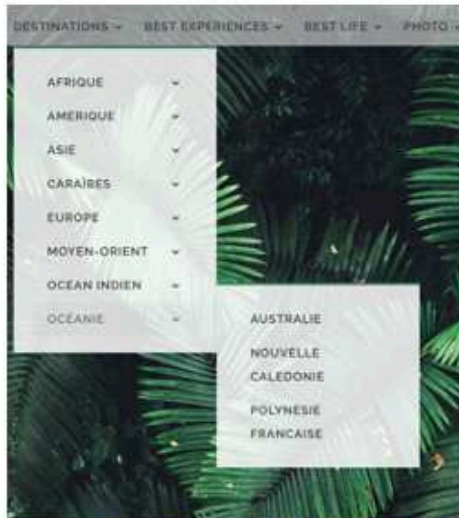 DESTINATIONS BEST EXPERIENCES BEST LIFE PHOTO
AFRIQUE
AMERIQUE
ASIE
CARAÏBES
EUROPE
MOYEN-ORIENT
OCEAN INDIEN
OCÉANIE
AUSTRALIE
NOUVELLE
CALEDONIE
POLYNESIE
FRANCAISE